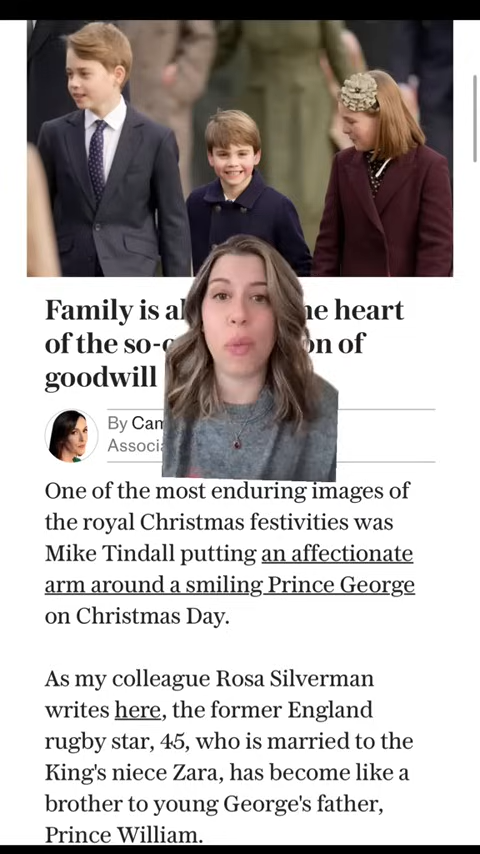 Family is al he heart
of the so-c on of
goodwill
By Cam
Associa
One of the most enduring images of
the royal Christmas festivities was
Mike Tindall putting an affectionate
arm around a smiling Prince George
on Christmas Day.
As my colleague Rosa Silverman
writes here, the former England
rugby star, 45, who is married to the
King's niece Zara, has become like a
brother to young George's father,
Prince William.